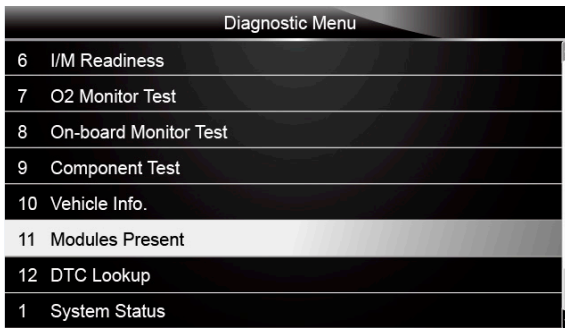 Diagnostic Menu
6 I/M Readiness
7 O2 Monitor Test
8 On-board Monitor Test
9 Component Test
10 Vehicle Info.
11 Modules Present
12 DTC Lookup
1 System Status